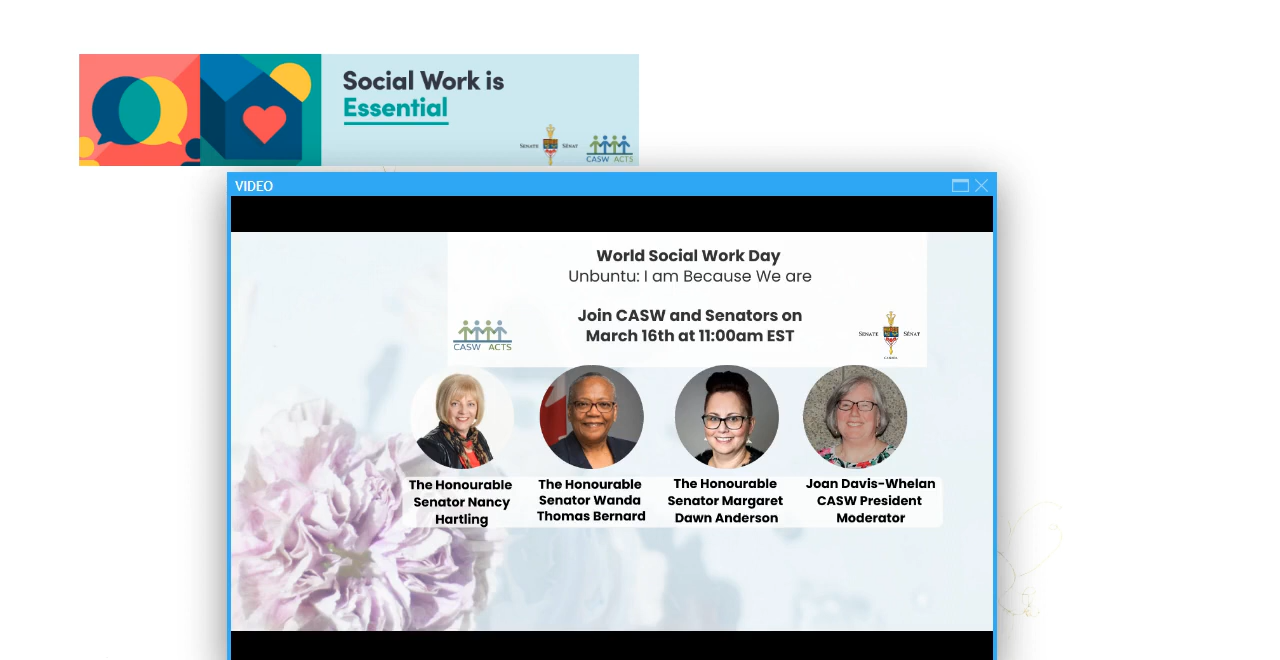 Social Work is
Essential
SENATE SÉNAT
CASW ACTS
VIDEO
World Social Work Day
Unbuntu: I am Because We are
Join CASW and Senators on
March 16th at 11:00am EST
CASW ACTS
SENATE SÉNAT
CANADA
The Honourable
Senator Nancy
Hartling
The Honourable
Senator Wanda
Thomas Bernard
The Honourable
Senator Margaret
Dawn Anderson
Joan Davis-Whelan
CASW President
Moderator